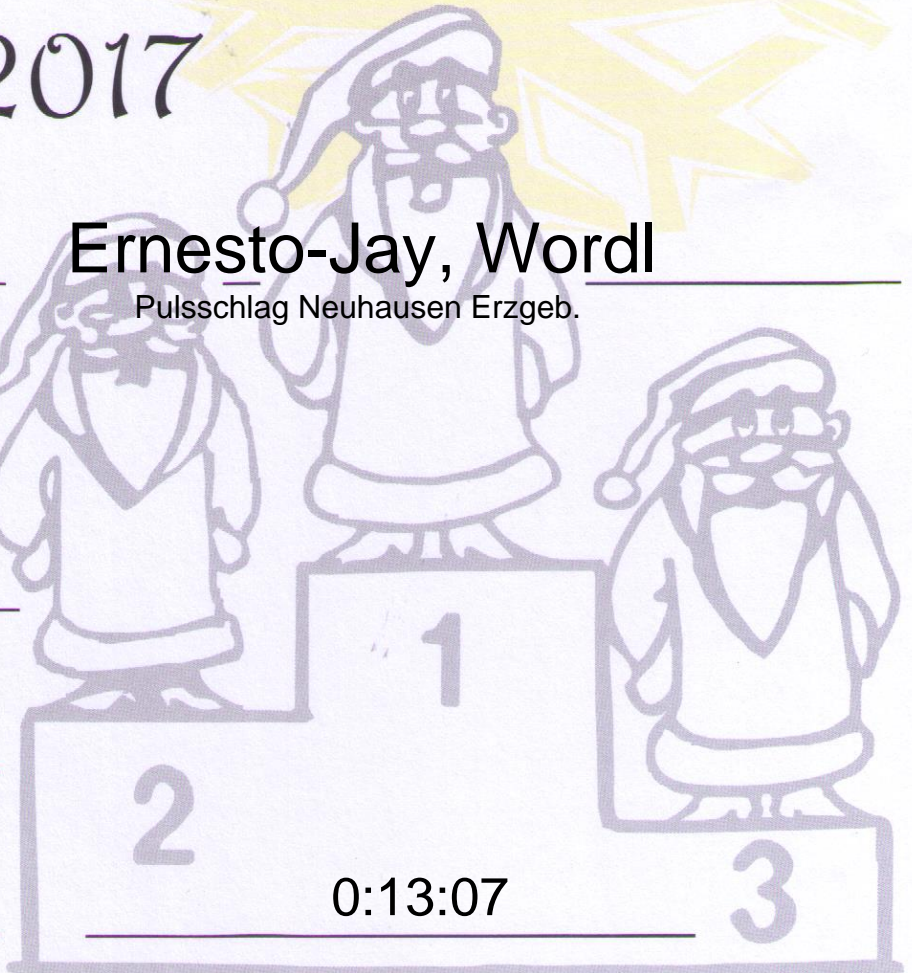 2017
Ernesto-Jay, Wordl
Pulsschlag Neuhausen Erzgeb.
1
2
3
0:13:07